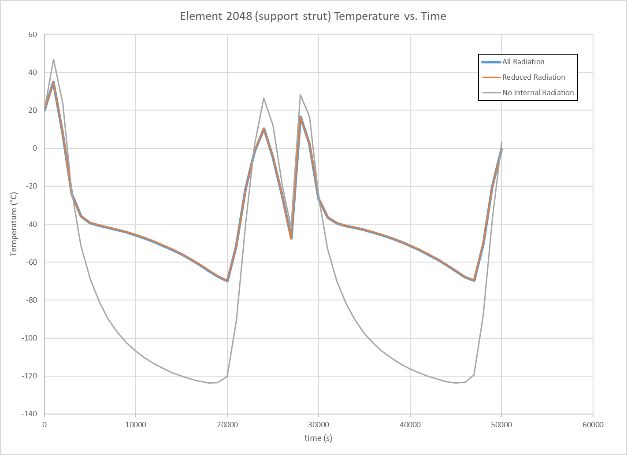 Element 2048 (support strut) Temperature vs. Time
60
40
20
0
-20
-40
-60
-80
-100
-120
-140
Temperature (°C)
All Radiation
Reduced Radiation
No Internal Radiation
0 10000 20000 30000 40000 50000 60000
time (s)